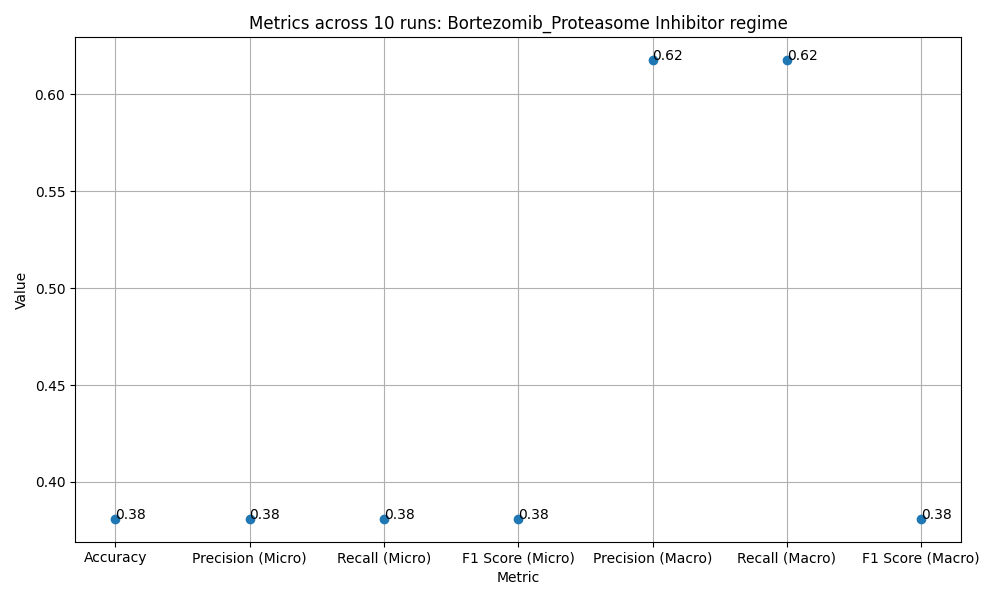 Metrics across 10 runs: Bortezomib_Proteasome Inhibitor regime
Value
0.60
0.55
0.50
0.45
0.40
0.38
0.38
0.38
0.38
0.62
0.62
0.38
Accuracy
Precision (Micro)
Recall (Micro)
F1 Score (Micro)
Precision (Macro)
Recall (Macro)
F1 Score (Macro)
Metric